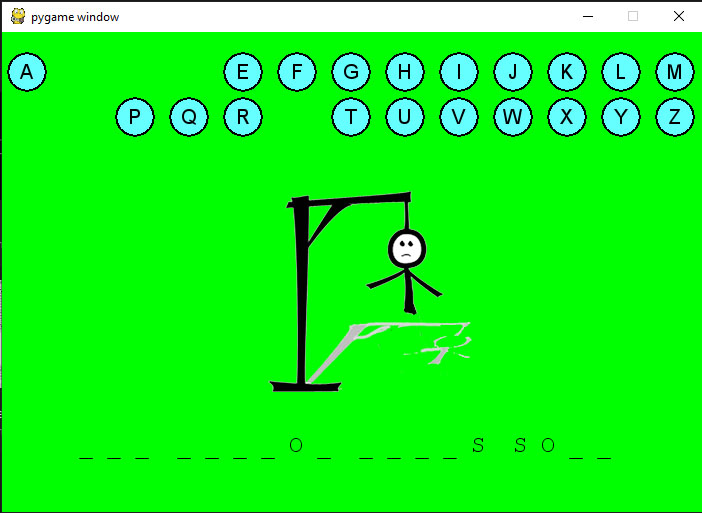 pygame window
A E F G H I J K L M
P Q R T U V W X Y Z
_ _ _  _ _ _ _ O _  _ _ _ _ S  S O _ _